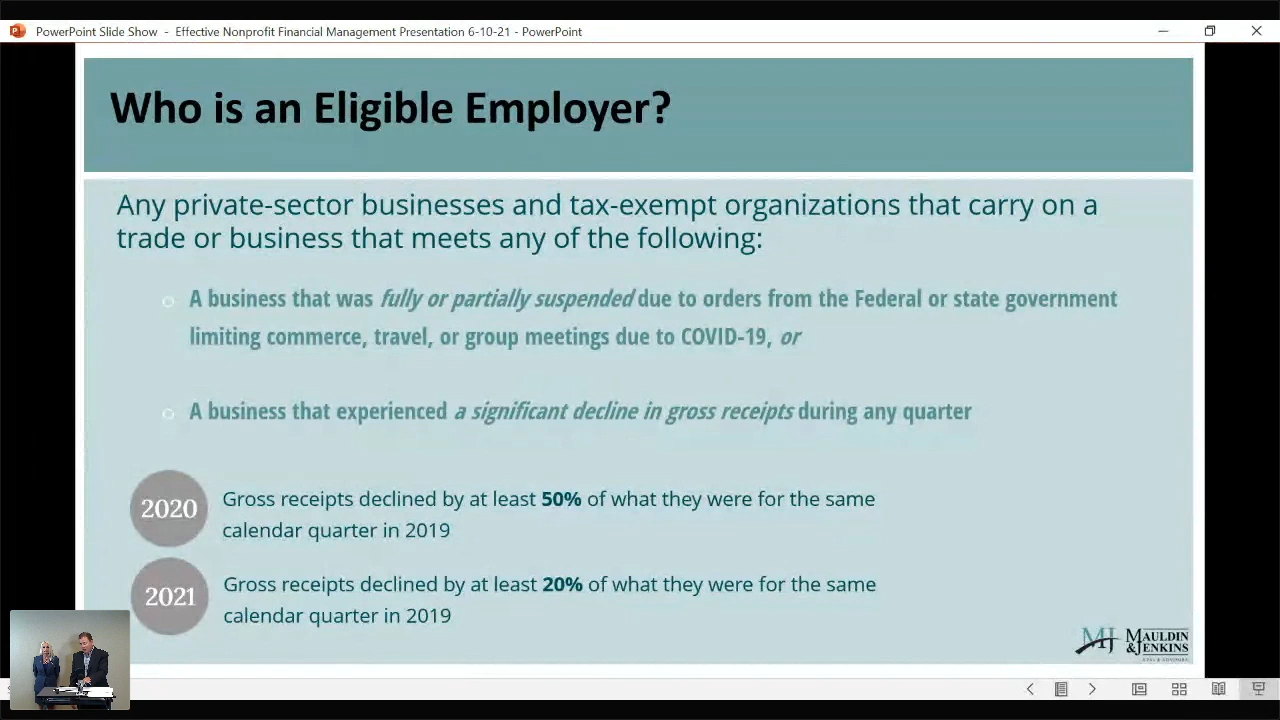 PowerPoint Slide Show - Effective Nonprofit Financial Management Presentation 6-10-21 - PowerPoint
Who is an Eligible Employer?
Any private-sector businesses and tax-exempt organizations that carry on a
trade or business that meets any of the following:
A business that was fully or partially suspended due to orders from the Federal or state government
limiting commerce, travel, or group meetings due to COVID-19, or
A business that experienced a significant decline in gross receipts during any quarter
2020
Gross receipts declined by at least 50% of what they were for the same
calendar quarter in 2019
2021
Gross receipts declined by at least 20% of what they were for the same
calendar quarter in 2019
MJ
MAULDIN
&JENKINS